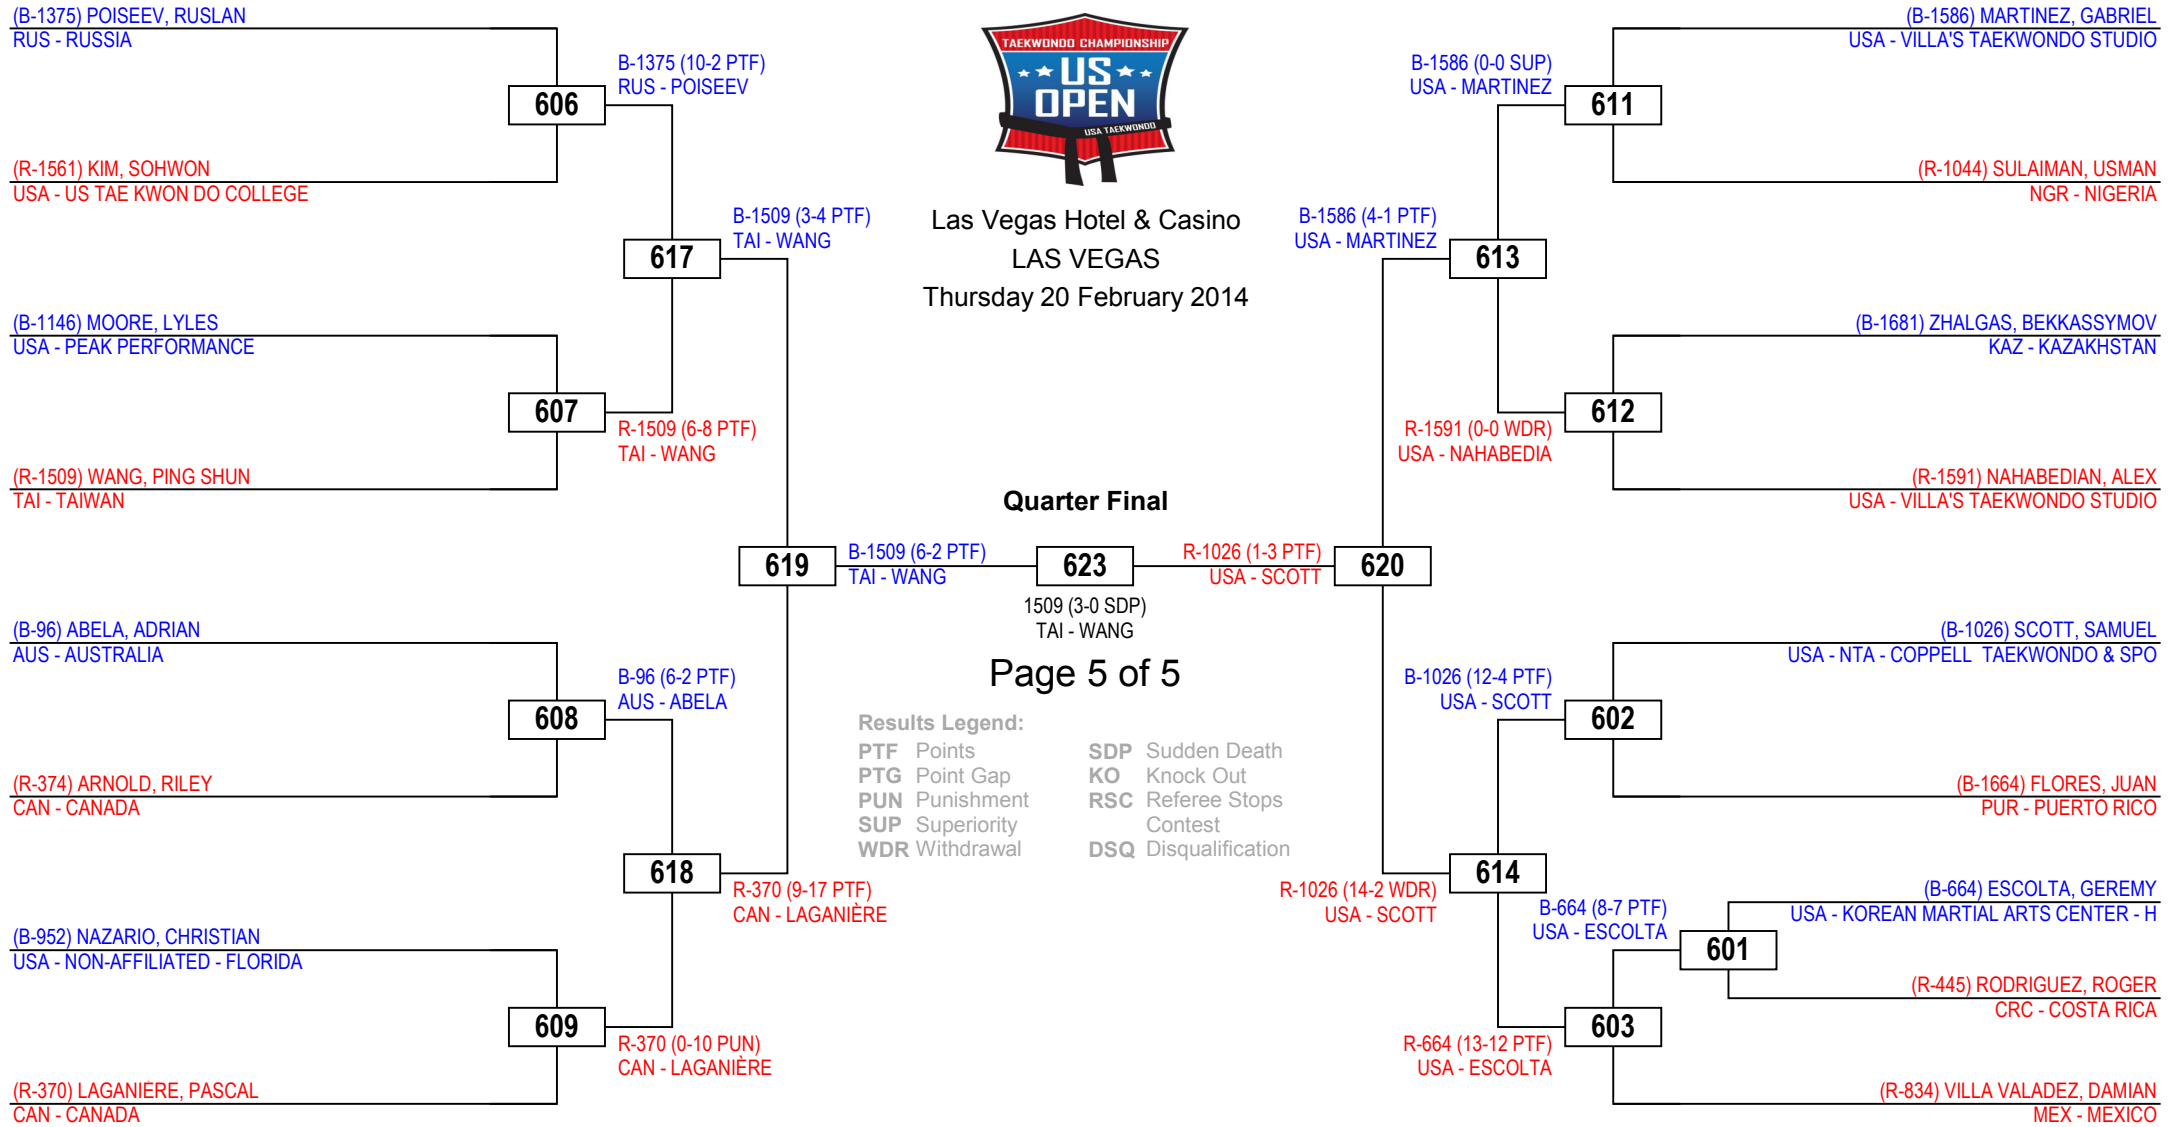 (B-1375) POISEEV, RUSLAN
RUS - RUSSIA
B-1375 (10-2 PTF)
RUS - POISEEV
606
(R-1561) KIM, SOHWON
USA - US TAE KWON DO COLLEGE
B-1509 (3-4 PTF)
TAI - WANG
617
(B-1146) MOORE, LYLES
USA - PEAK PERFORMANCE
607
R-1509 (6-8 PTF)
TAI - WANG
(R-1509) WANG, PING SHUN
TAI - TAIWAN
619
B-1509 (6-2 PTF)
TAI - WANG
(B-96) ABELA, ADRIAN
AUS - AUSTRALIA
B-96 (6-2 PTF)
AUS - ABELA
608
(R-374) ARNOLD, RILEY
CAN - CANADA
618
R-370 (9-17 PTF)
CAN - LAGANIÈRE
(B-952) NAZARIO, CHRISTIAN
USA - NON-AFFILIATED - FLORIDA
609
R-370 (0-10 PUN)
CAN - LAGANIÈRE
(R-370) LAGANIÈRE, PASCAL
CAN - CANADA
TAEKWONDO CHAMPIONSHIP
US
OPEN
USA TAEKWONDO
Las Vegas Hotel & Casino
LAS VEGAS
Thursday 20 February 2014
Quarter Final
623
1509 (3-0 SDP)
TAI - WANG
Page 5 of 5
Results Legend:
PTF Points
PTG Point Gap
PUN Punishment
SUP Superiority
WDR Withdrawal
SDP Sudden Death
KO Knock Out
RSC Referee Stops
Contest
DSQ Disqualification
(B-1586) MARTINEZ, GABRIEL
USA - VILLA'S TAEKWONDO STUDIO
B-1586 (0-0 SUP)
USA - MARTINEZ
611
(R-1044) SULAIMAN, USMAN
NGR - NIGERIA
B-1586 (4-1 PTF)
USA - MARTINEZ
613
(B-1681) ZHALGAS, BEKKASSYMOV
KAZ - KAZAKHSTAN
612
R-1591 (0-0 WDR)
USA - NAHABEDIA
(R-1591) NAHABEDIAN, ALEX
USA - VILLA'S TAEKWONDO STUDIO
R-1026 (1-3 PTF)
USA - SCOTT
620
(B-1026) SCOTT, SAMUEL
USA - NTA - COPPELL  TAEKWONDO & SPO
B-1026 (12-4 PTF)
USA - SCOTT
602
(B-1664) FLORES, JUAN
PUR - PUERTO RICO
614
R-1026 (14-2 WDR)
USA - SCOTT
(B-664) ESCOLTA, GEREMY
USA - KOREAN MARTIAL ARTS CENTER - H
B-664 (8-7 PTF)
USA - ESCOLTA
601
(R-445) RODRIGUEZ, ROGER
CRC - COSTA RICA
603
R-664 (13-12 PTF)
USA - ESCOLTA
(R-834) VILLA VALADEZ, DAMIAN
MEX - MEXICO